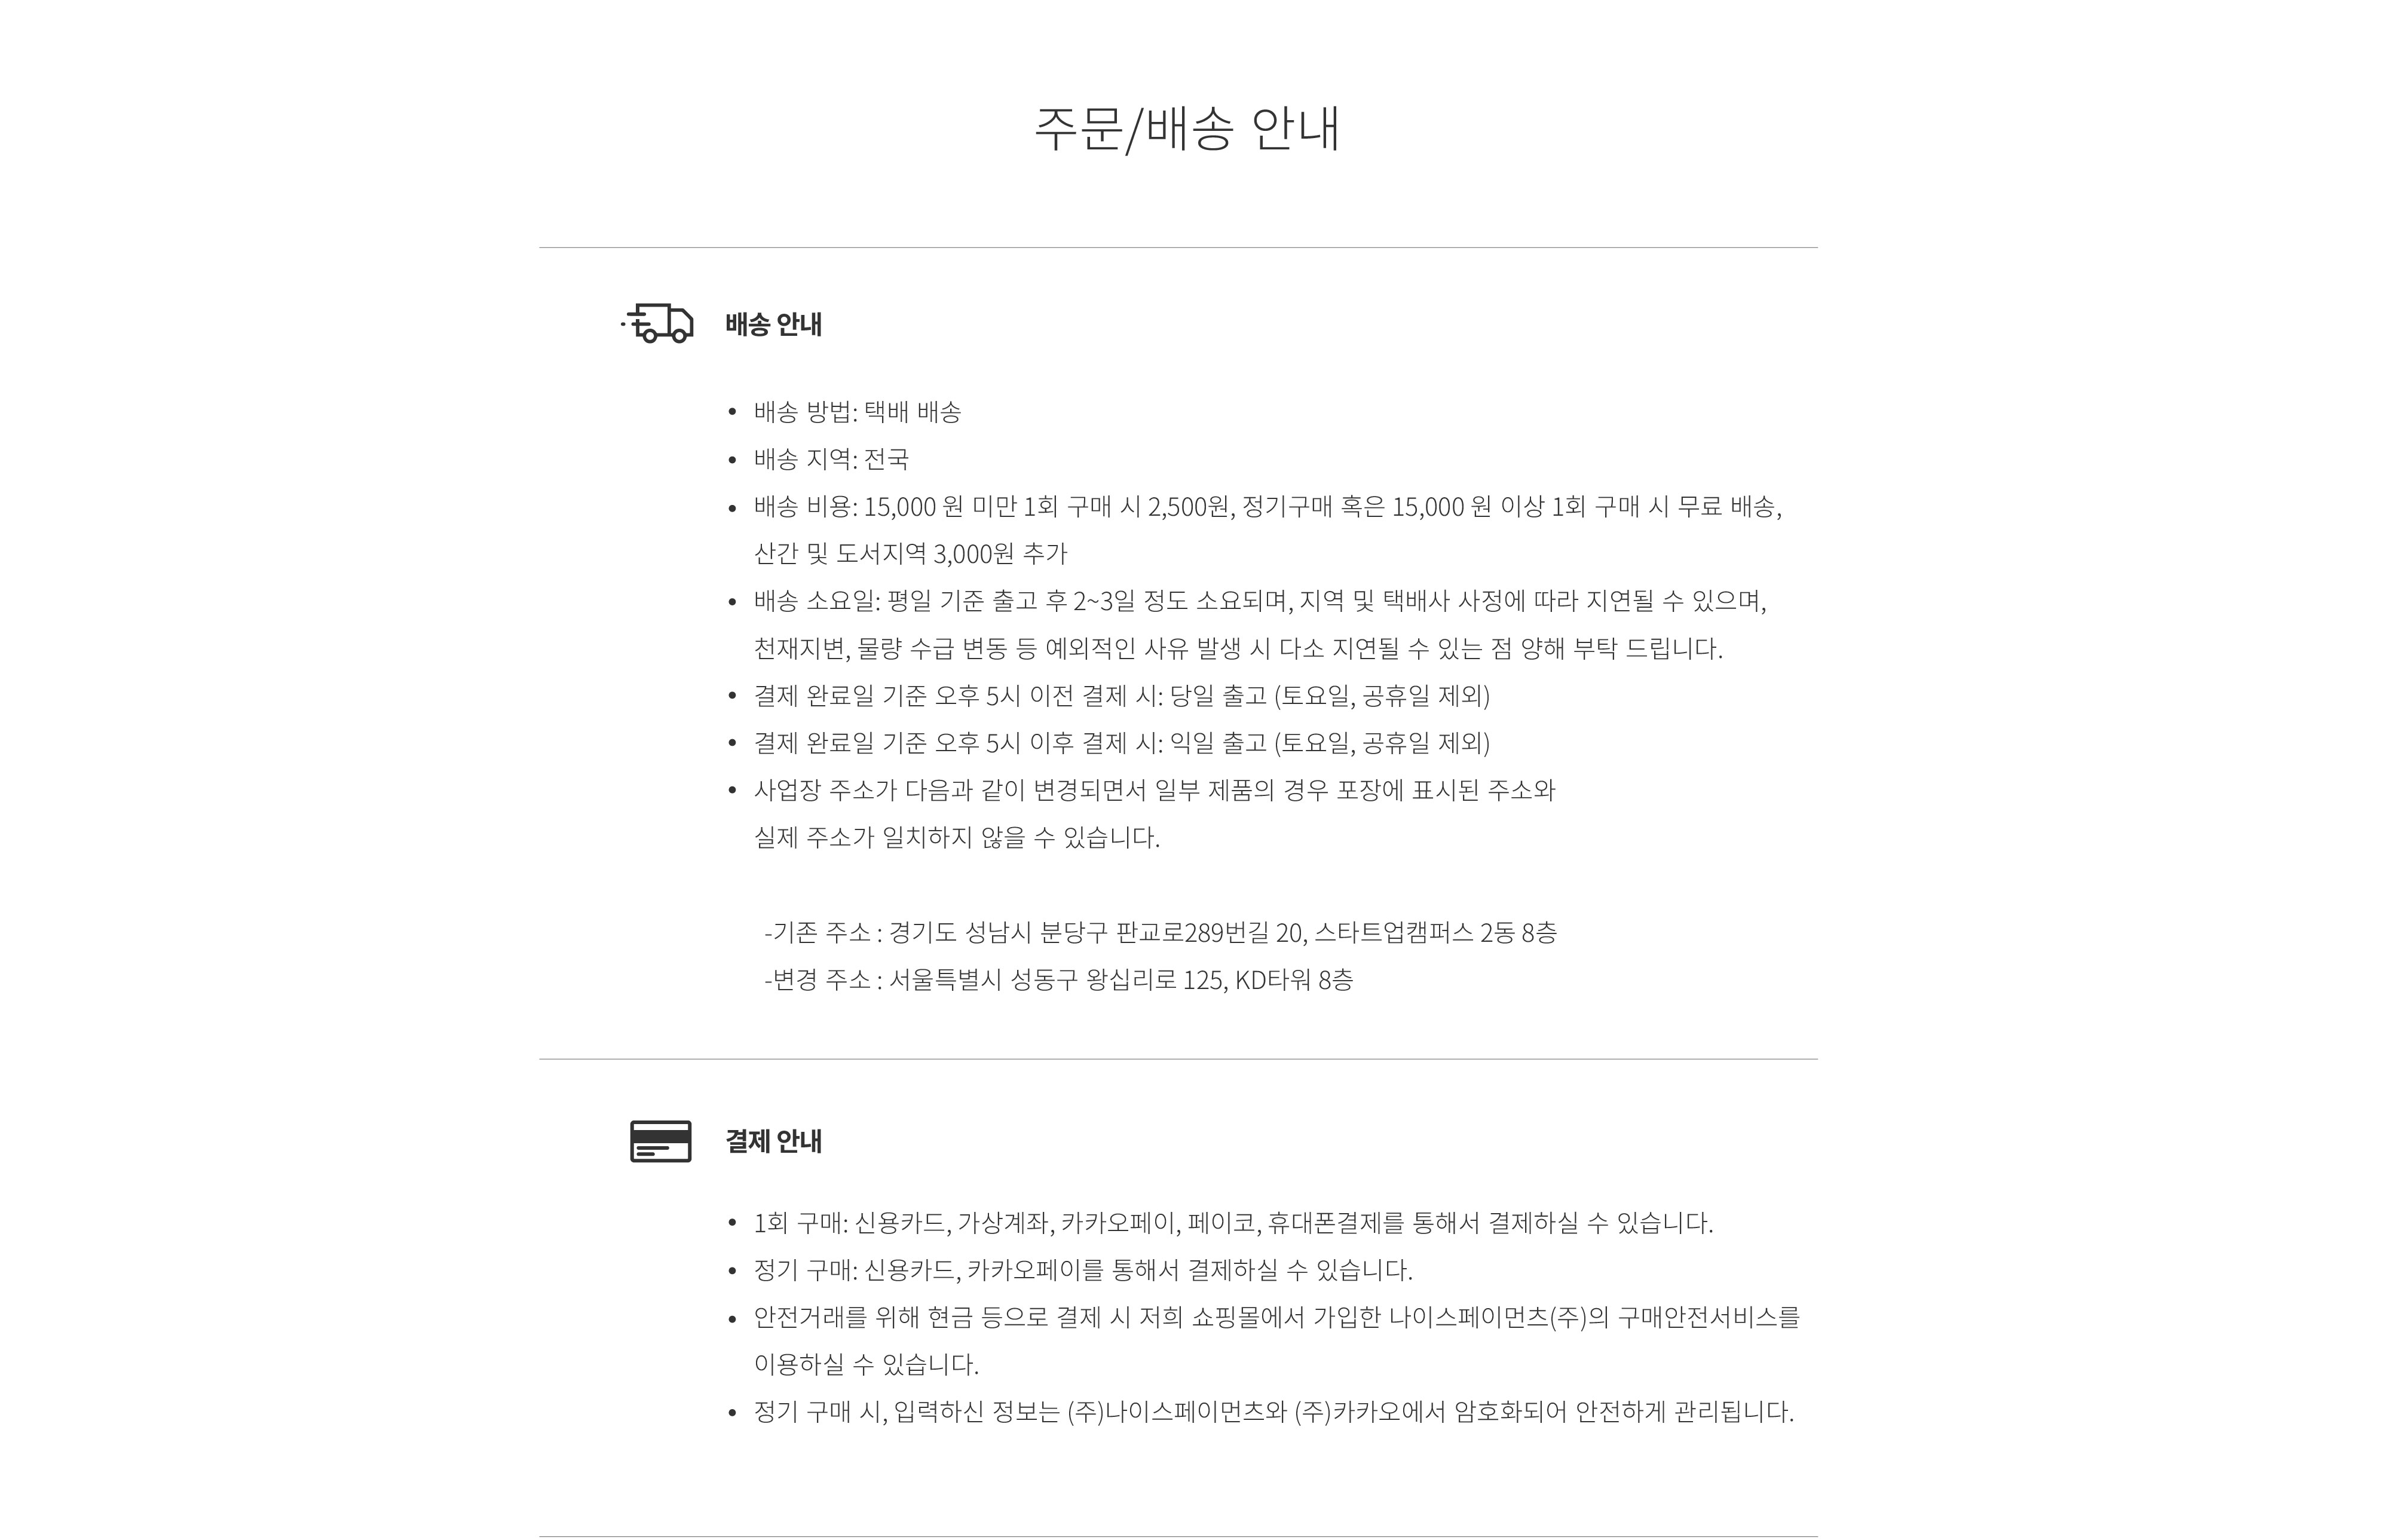 주문/배송 안내
배송 안내
• 배송 방법: 택배 배송
• 배송 지역: 전국
• 배송 비용: 15,000 원 미만 1회 구매 시 2,500원, 정기구매 혹은 15,000 원 이상 1회 구매 시 무료 배송,
산간 및 도서지역 3,000원 추가
• 배송 소요일: 평일 기준 출고 후 2~3일 정도 소요되며, 지역 및 택배사 사정에 따라 지연될 수 있으며,
천재지변, 물량 수급 변동 등 예외적인 사유 발생 시 다소 지연될 수 있는 점 양해 부탁 드립니다.
• 결제 완료일 기준 오후 5시 이전 결제 시: 당일 출고 (토요일, 공휴일 제외)
• 결제 완료일 기준 오후 5시 이후 결제 시: 익일 출고 (토요일, 공휴일 제외)
• 사업장 주소가 다음과 같이 변경되면서 일부 제품의 경우 포장에 표시된 주소와
실제 주소가 일치하지 않을 수 있습니다.
-기존 주소 : 경기도 성남시 분당구 판교로289번길 20, 스타트업캠퍼스 2동 8층
-변경 주소 : 서울특별시 성동구 왕십리로 125, KD타워 8층
결제 안내
• 1회 구매: 신용카드, 가상계좌, 카카오페이, 페이코, 휴대폰결제를 통해서 결제하실 수 있습니다.
• 정기 구매: 신용카드, 카카오페이를 통해서 결제하실 수 있습니다.
• 안전거래를 위해 현금 등으로 결제 시 저희 쇼핑몰에서 가입한 나이스페이먼츠(주)의 구매안전서비스를
이용하실 수 있습니다.
• 정기 구매 시, 입력하신 정보는 (주)나이스페이먼츠와 (주)카카오에서 암호화되어 안전하게 관리됩니다.